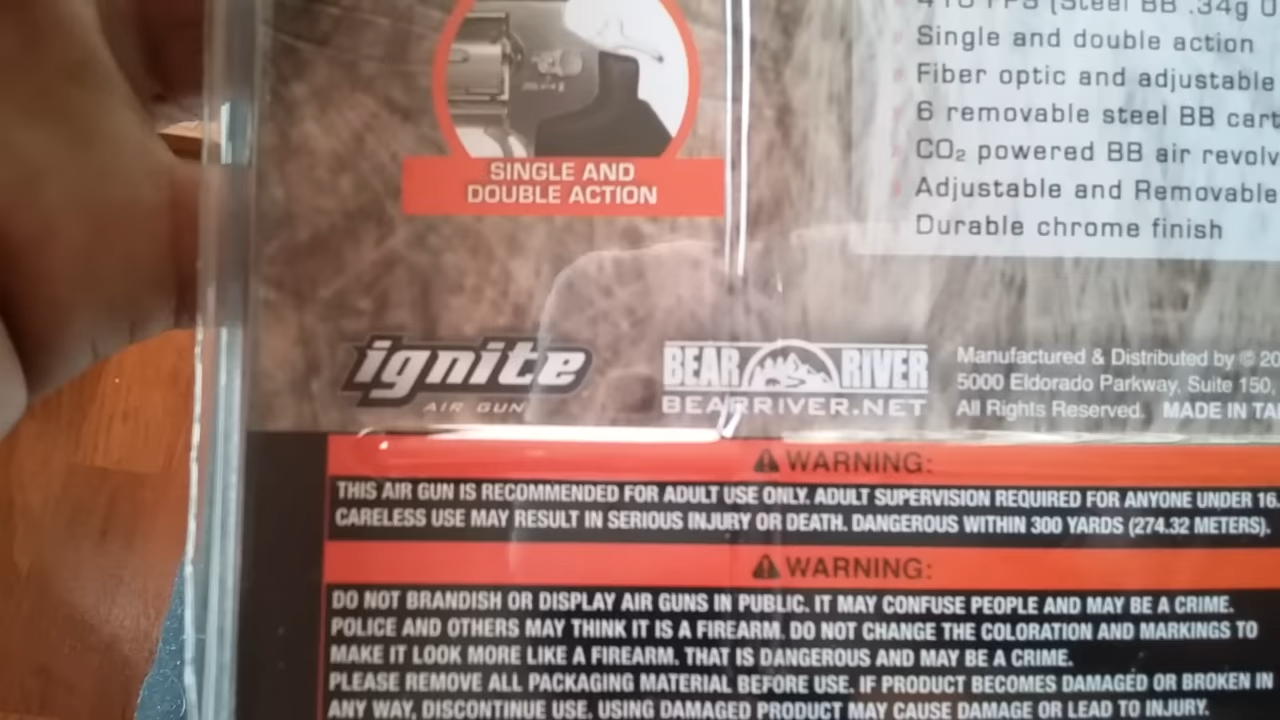 SINGLE AND
DOUBLE ACTION
410 FPS (Steel BB .34g
Single and double action
Fiber optic and adjustable
6 removable steel BB
CO₂ powered BB air
Adjustable and Removable
Durable chrome finish
ignite
AIR GUN
BEAR RIVER
BEARRIVER.NET
Manufactured & Distributed by ©
5000 Eldorado Parkway, Suite 150,
All Rights Reserved. MADE IN
WARNING:
THIS AIR GUN IS RECOMMENDED FOR ADULT USE ONLY. ADULT SUPERVISION REQUIRED FOR ANYONE UNDER 16.
CARELESS USE MAY RESULT IN SERIOUS INJURY OR DEATH. DANGEROUS WITHIN 300 YARDS (274.32 METERS).
WARNING:
DO NOT BRANDISH OR DISPLAY AIR GUNS IN PUBLIC. IT MAY CONFUSE PEOPLE AND MAY BE A CRIME.
POLICE AND OTHERS MAY THINK IT IS A FIREARM. DO NOT CHANGE THE COLORATION AND MARKINGS TO
MAKE IT LOOK MORE LIKE A FIREARM. THAT IS DANGEROUS AND MAY BE A CRIME.
PLEASE REMOVE ALL PACKAGING MATERIAL BEFORE USE. IF PRODUCT BECOMES DAMAGED OR BROKEN IN
ANY WAY, DISCONTINUE USE. USING DAMAGED PRODUCT MAY CAUSE DAMAGE OR LEAD TO INJURY.